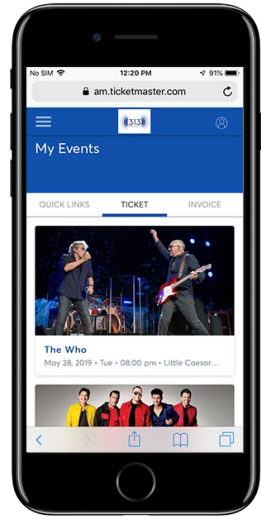 No SIM 12:20 PM 91%
am.ticketmaster.com
313
My Events
QUICK LINKS TICKET INVOICE
The Who
May 28, 2019 • Tue • 08:00 pm • Little Caesar...